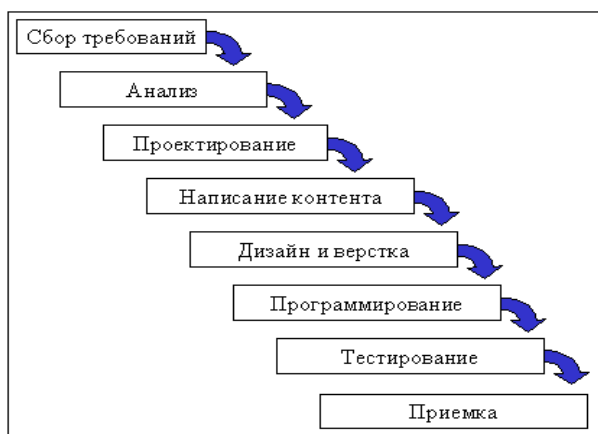 Сбор требований
Анализ
Проектирование
Написание контента
Дизайн и верстка
Программирование
Тестирование
Приемка